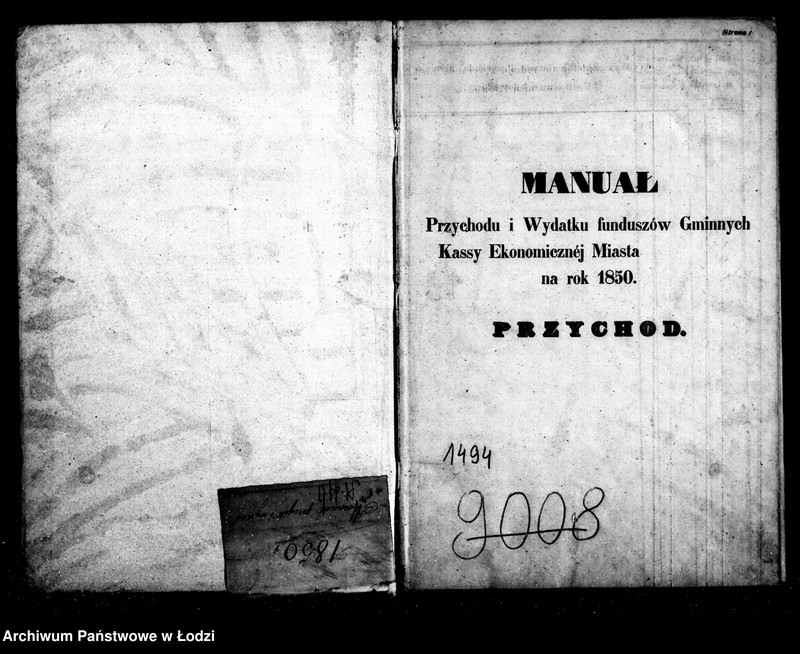 Strona 1
MANUAŁ
Przychodu i Wydatku funduszów Gminnych
Kassy Ekonomicznéj Miasta
na rok 1850.
PRZYCHOD.
1494
9008
1850
Archiwum Państwowe w Łodzi